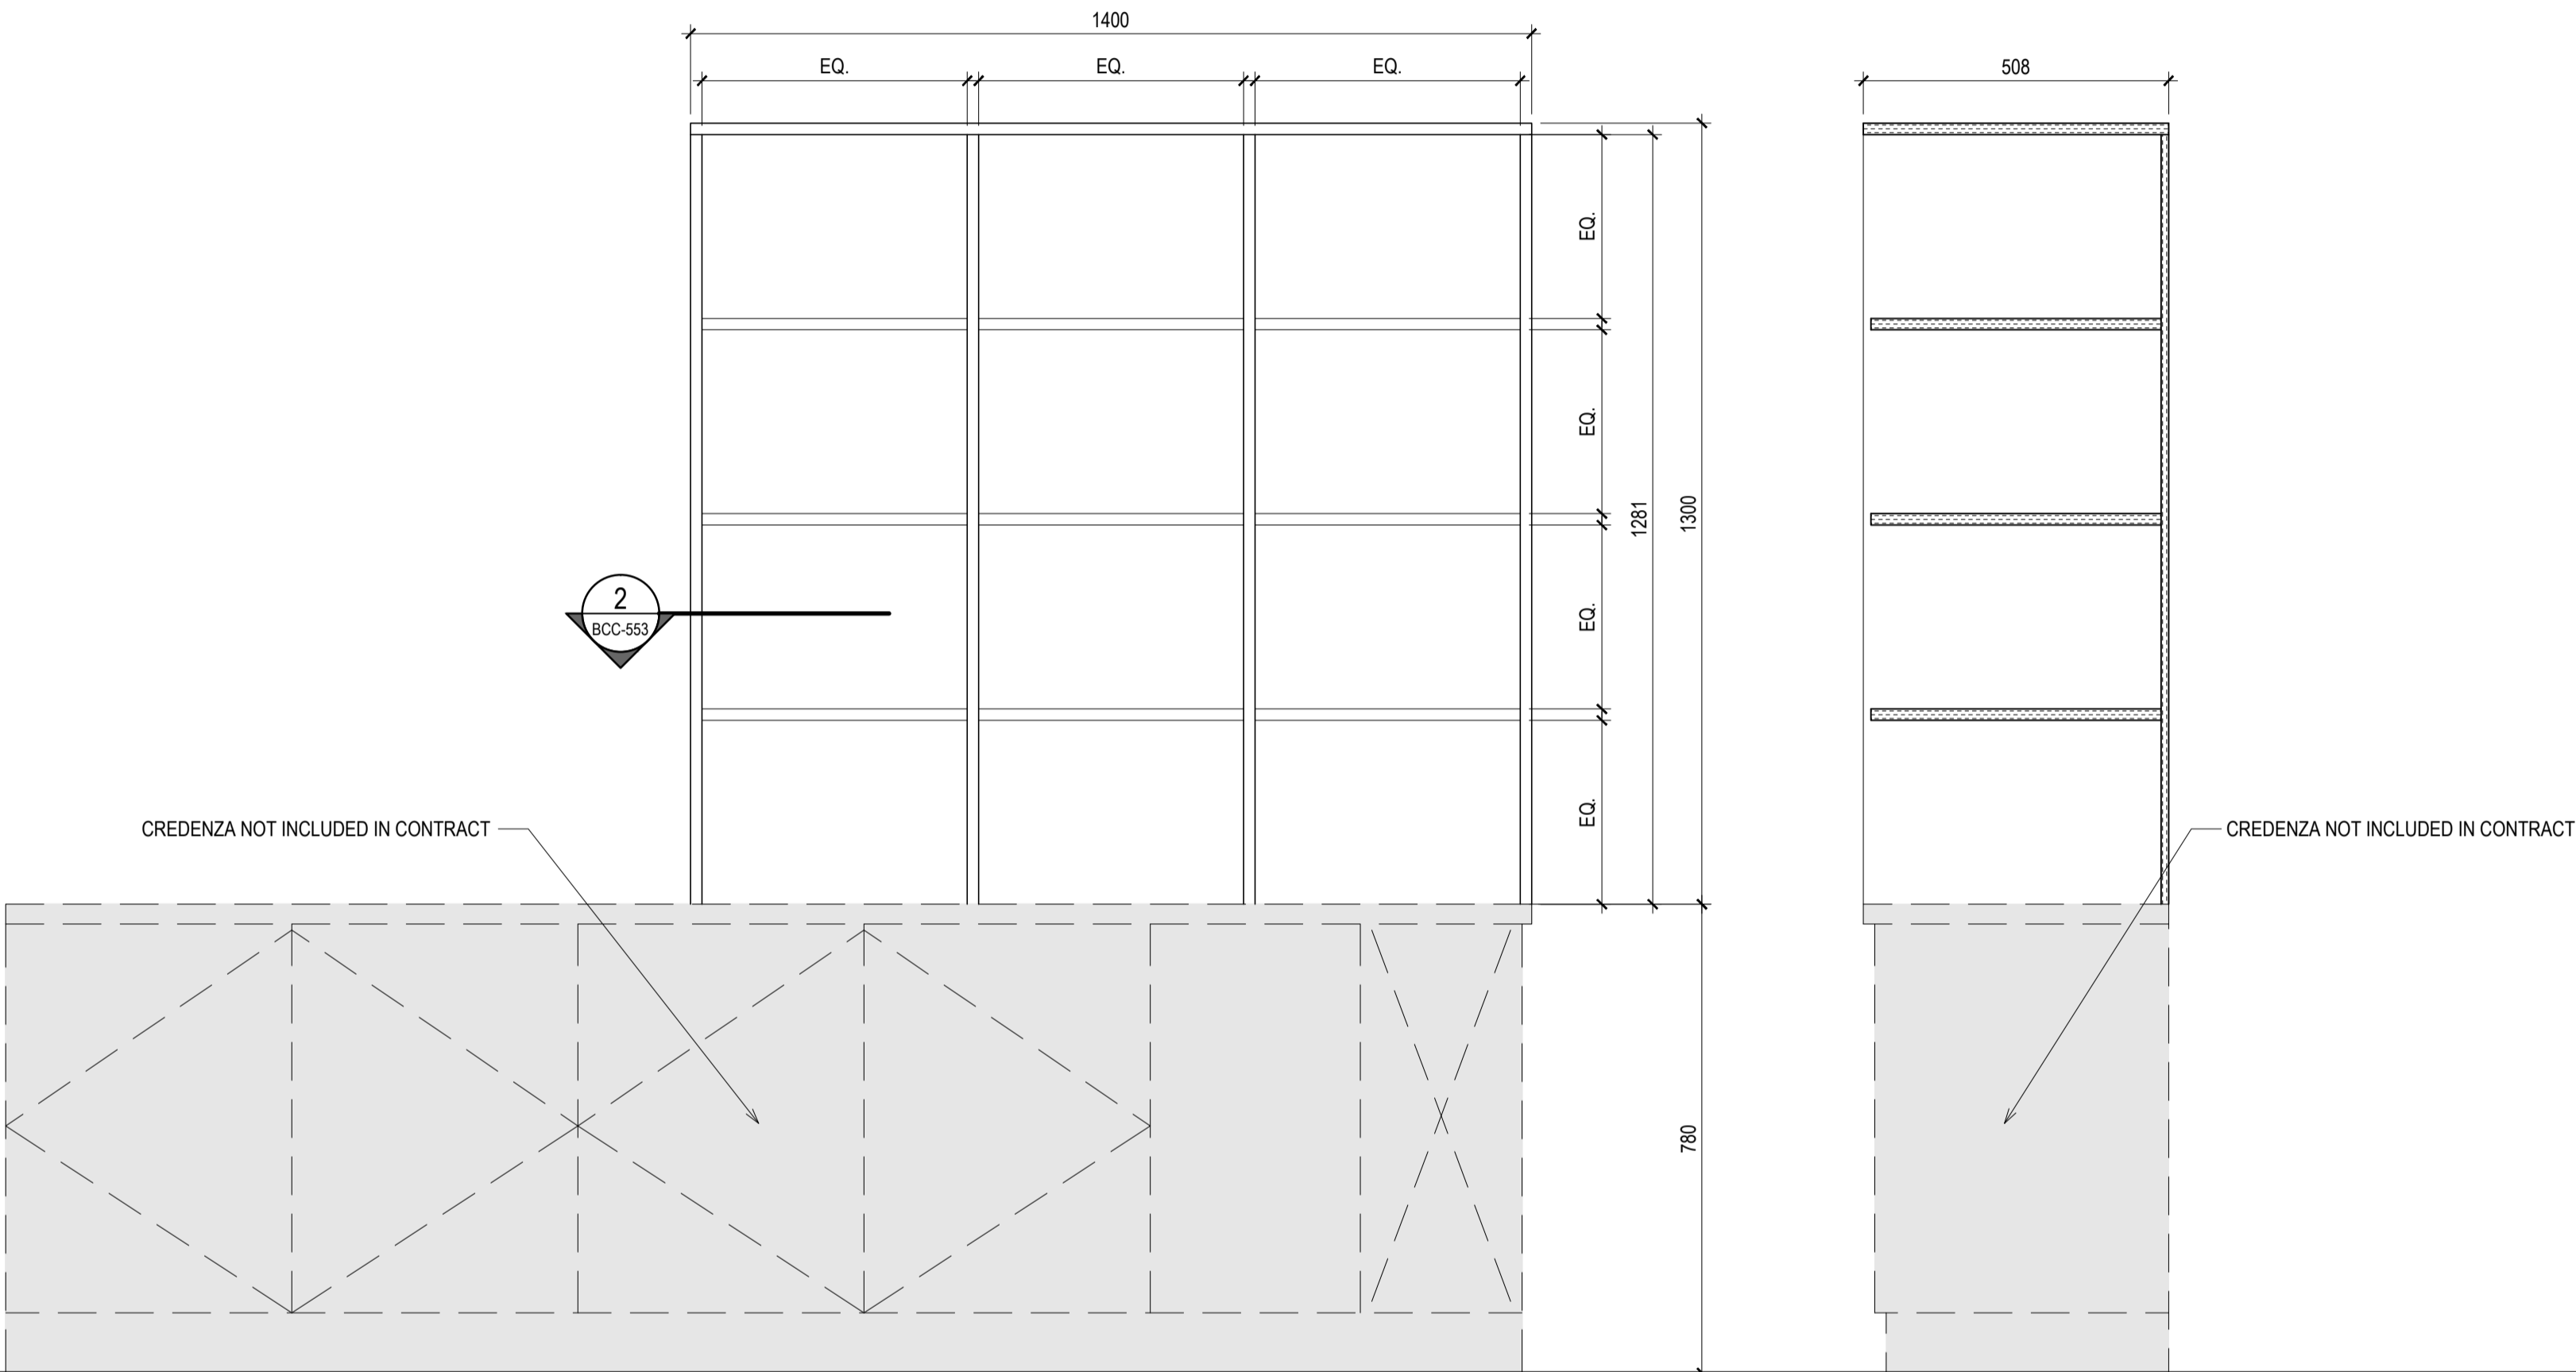 1400
EQ.
EQ.
EQ.
508
EQ.
EQ.
EQ.
EQ.
1281
1300
2
BCC-553
CREDENZA NOT INCLUDED IN CONTRACT
CREDENZA NOT INCLUDED IN CONTRACT
780